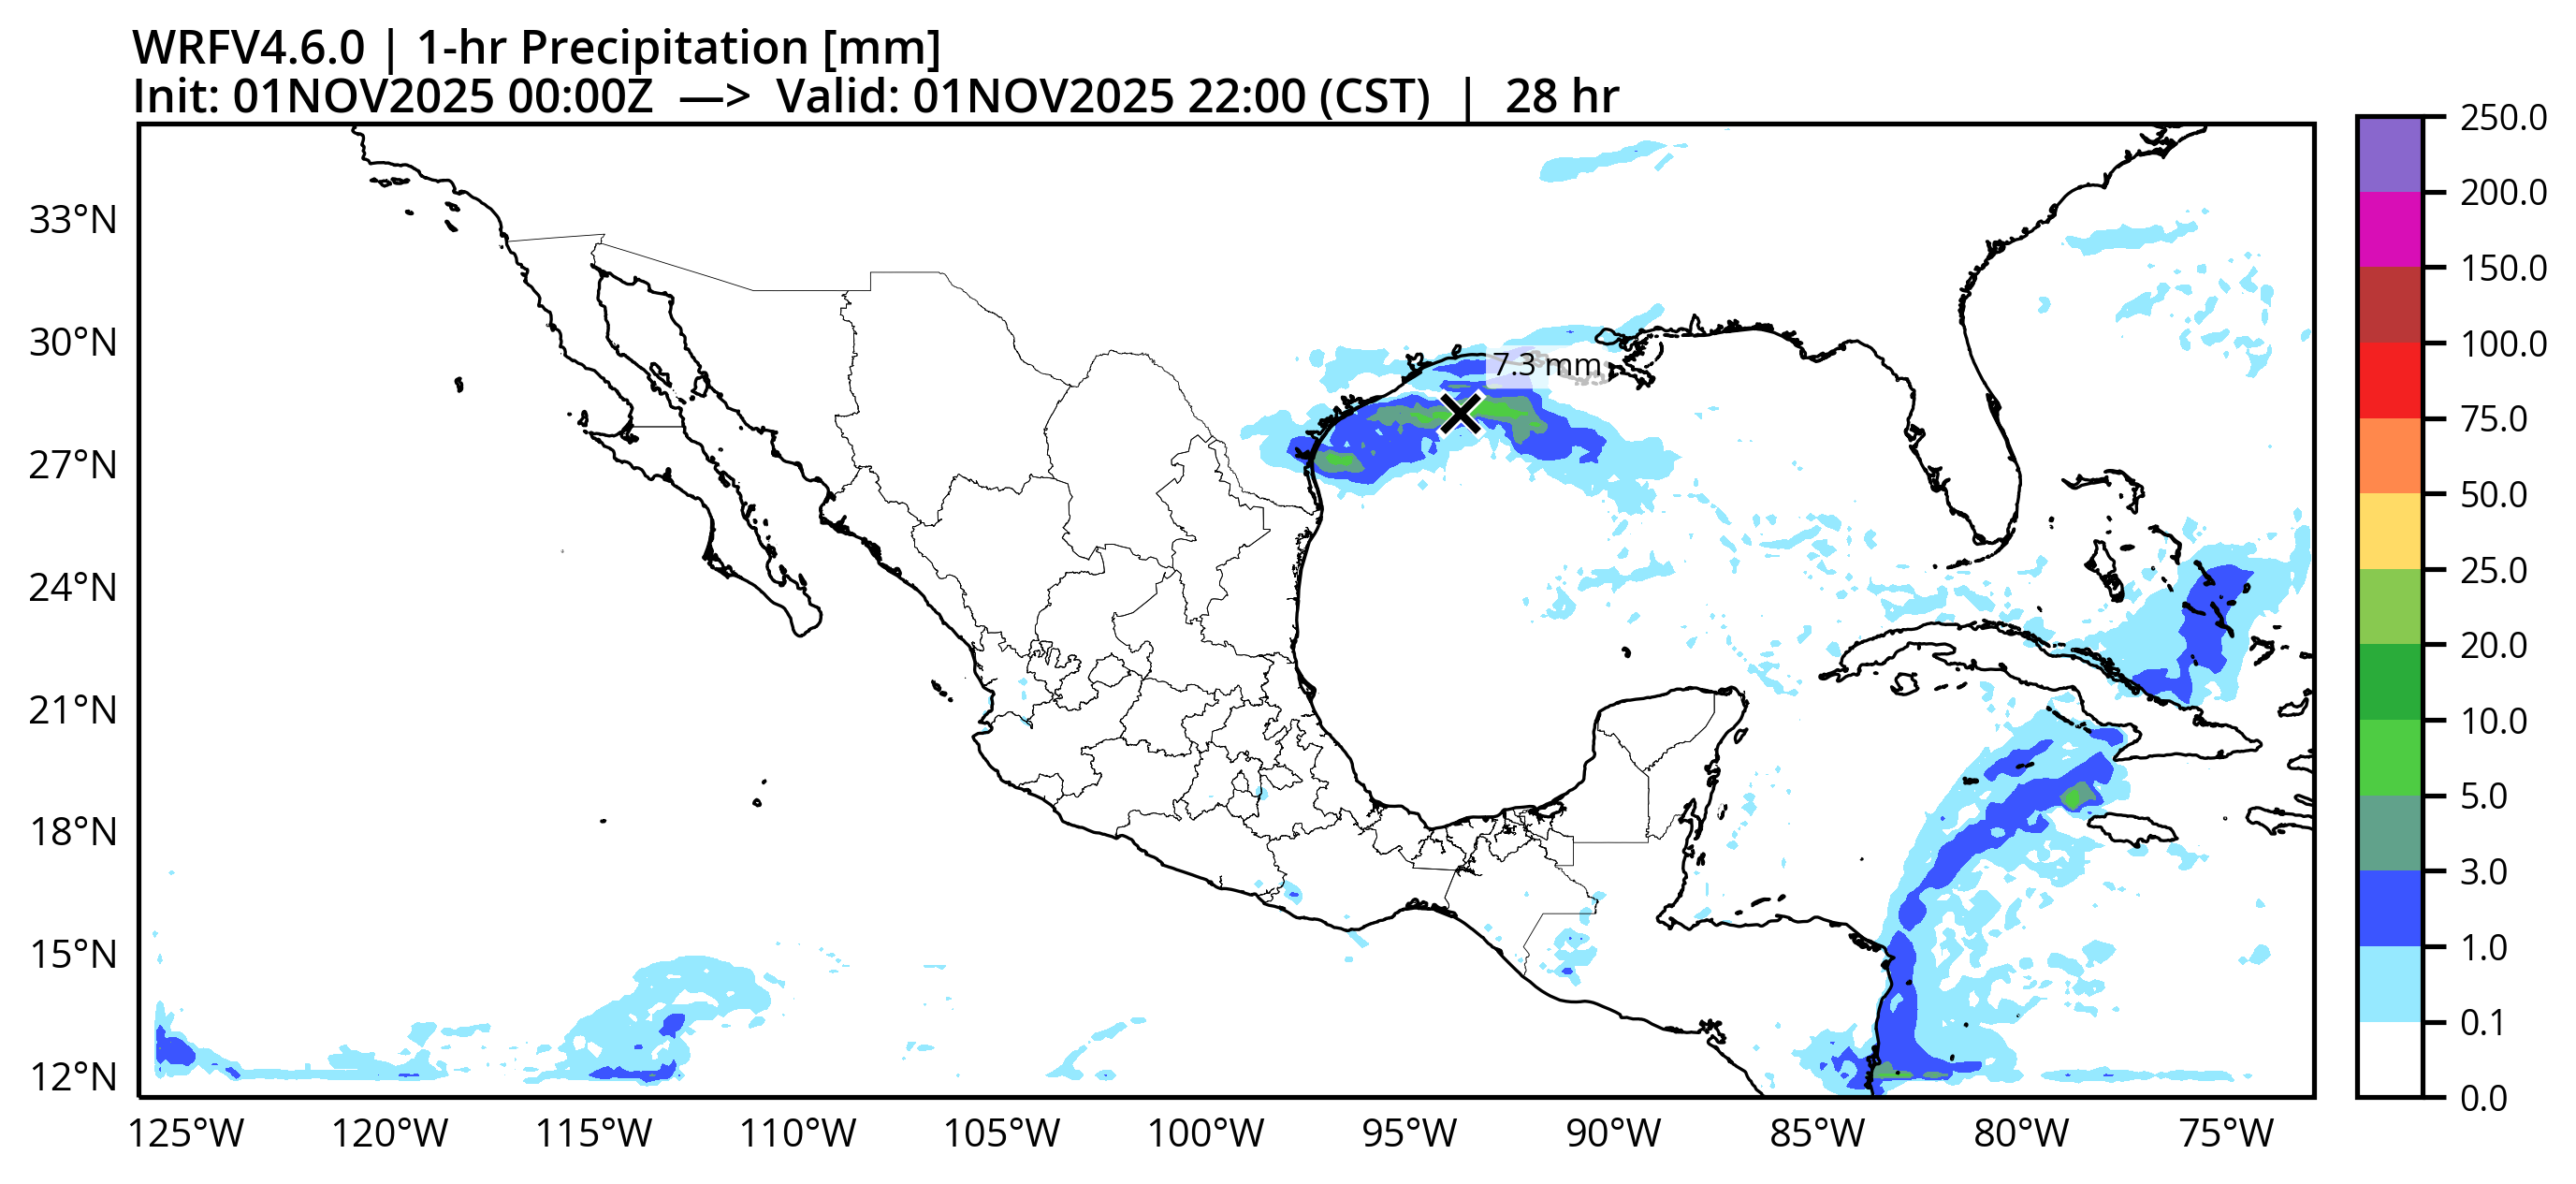 WRFV4.6.0 | 1-hr Precipitation [mm]
Init: 01NOV2025 00:00Z —> Valid: 01NOV2025 22:00 (CST) | 28 hr
250.0
200.0
150.0
100.0
75.0
50.0
25.0
20.0
10.0
5.0
3.0
1.0
0.1
0.0
33°N
30°N
27°N
24°N
21°N
18°N
15°N
12°N
7.3 mm
125°W 120°W 115°W 110°W 105°W 100°W 95°W 90°W 85°W 80°W 75°W